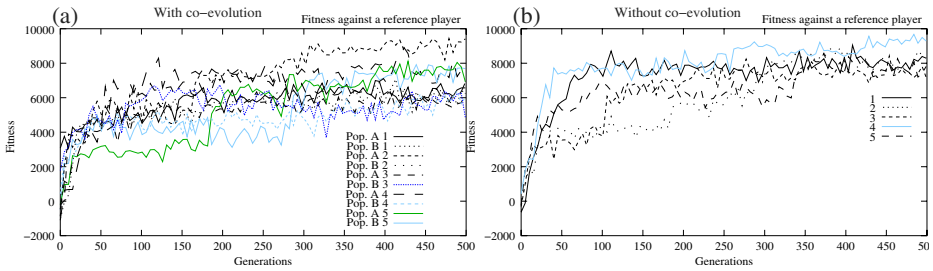 (a)
With co-evolution
Fitness against a reference player
10000
8000
6000
4000
2000
0
-2000
Fitness
0 50 100 150 200 250 300 350 400 450 500
Generations
Pop. A 1
Pop. B 1
Pop. A 2
Pop. B 2
Pop. A 3
Pop. B 3
Pop. A 4
Pop. B 4
Pop. A 5
Pop. B 5
(b)
Without co-evolution
Fitness against a reference player
10000
8000
6000
4000
2000
0
-2000
Fitness
0 50 100 150 200 250 300 350 400 450 500
Generations
1
2
3
4
5